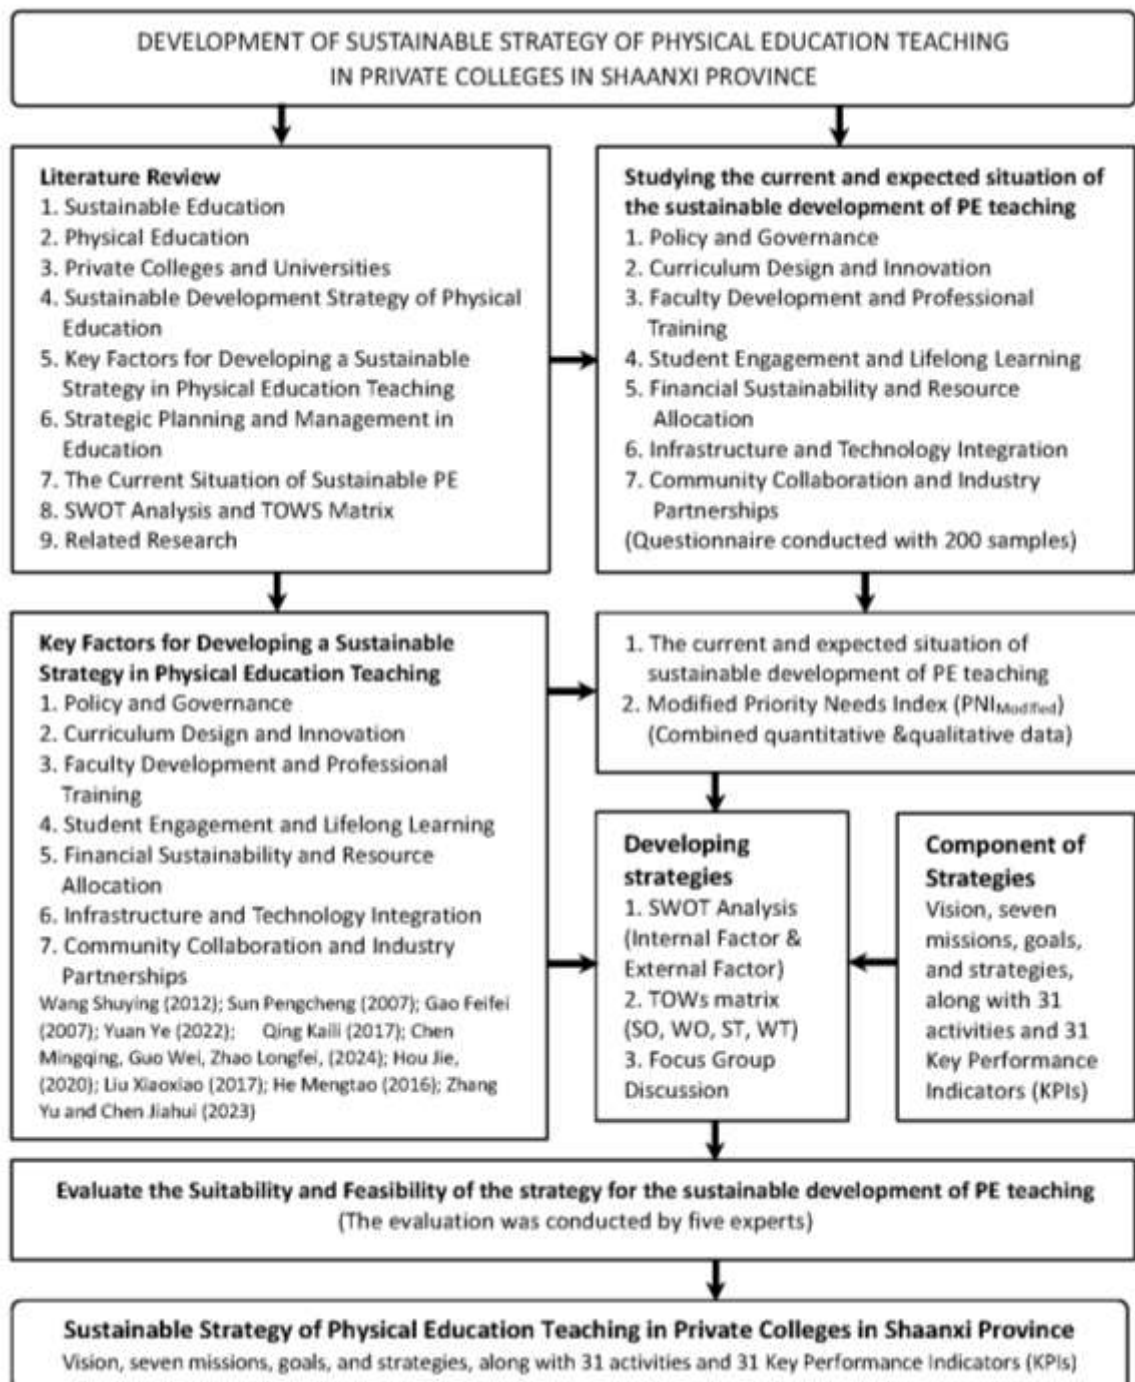 DEVELOPMENT OF SUSTAINABLE STRATEGY OF PHYSICAL EDUCATION TEACHING
IN PRIVATE COLLEGES IN SHAANXI PROVINCE
Literature Review
1. Sustainable Education
2. Physical Education
3. Private Colleges and Universities
4. Sustainable Development Strategy of Physical
Education
5. Key Factors for Developing a Sustainable
Strategy in Physical Education Teaching
6. Strategic Planning and Management in
Education
7. The Current Situation of Sustainable PE
8. SWOT Analysis and TOWS Matrix
9. Related Research
Studying the current and expected situation of
the sustainable development of PE teaching
1. Policy and Governance
2. Curriculum Design and Innovation
3. Faculty Development and Professional
Training
4. Student Engagement and Lifelong Learning
5. Financial Sustainability and Resource
Allocation
6. Infrastructure and Technology Integration
7. Community Collaboration and Industry
Partnerships
(Questionnaire conducted with 200 samples)
Key Factors for Developing a Sustainable
Strategy in Physical Education Teaching
1. Policy and Governance
2. Curriculum Design and Innovation
3. Faculty Development and Professional
Training
4. Student Engagement and Lifelong Learning
5. Financial Sustainability and Resource
Allocation
6. Infrastructure and Technology Integration
7. Community Collaboration and Industry
Partnerships
Wang Shuying (2012); Sun Pengcheng (2007); Gao Feifei
(2007); Yuan Ye (2022); Qing Kaili (2017); Chen
Mingqing, Guo Wei, Zhao Longfei, (2024); Hou Jie,
(2020); Liu Xiaoxiao (2017); He Mengtao (2016); Zhang
Yu and Chen Jiahui (2023)
1. The current and expected situation of
sustainable development of PE teaching
2. Modified Priority Needs Index (PNIModified)
(Combined quantitative &qualitative data)
Developing
strategies
1. SWOT Analysis
(Internal Factor &
External Factor)
2. TOWs matrix
(SO, WO, ST, WT)
3. Focus Group
Discussion
Component of
Strategies
Vision, seven
missions, goals,
and strategies,
along with 31
activities and 31
Key Performance
Indicators (KPIs)
Evaluate the Suitability and Feasibility of the strategy for the sustainable development of PE teaching
(The evaluation was conducted by five experts)
Sustainable Strategy of Physical Education Teaching in Private Colleges in Shaanxi Province
Vision, seven missions, goals, and strategies, along with 31 activities and 31 Key Performance Indicators (KPIs)